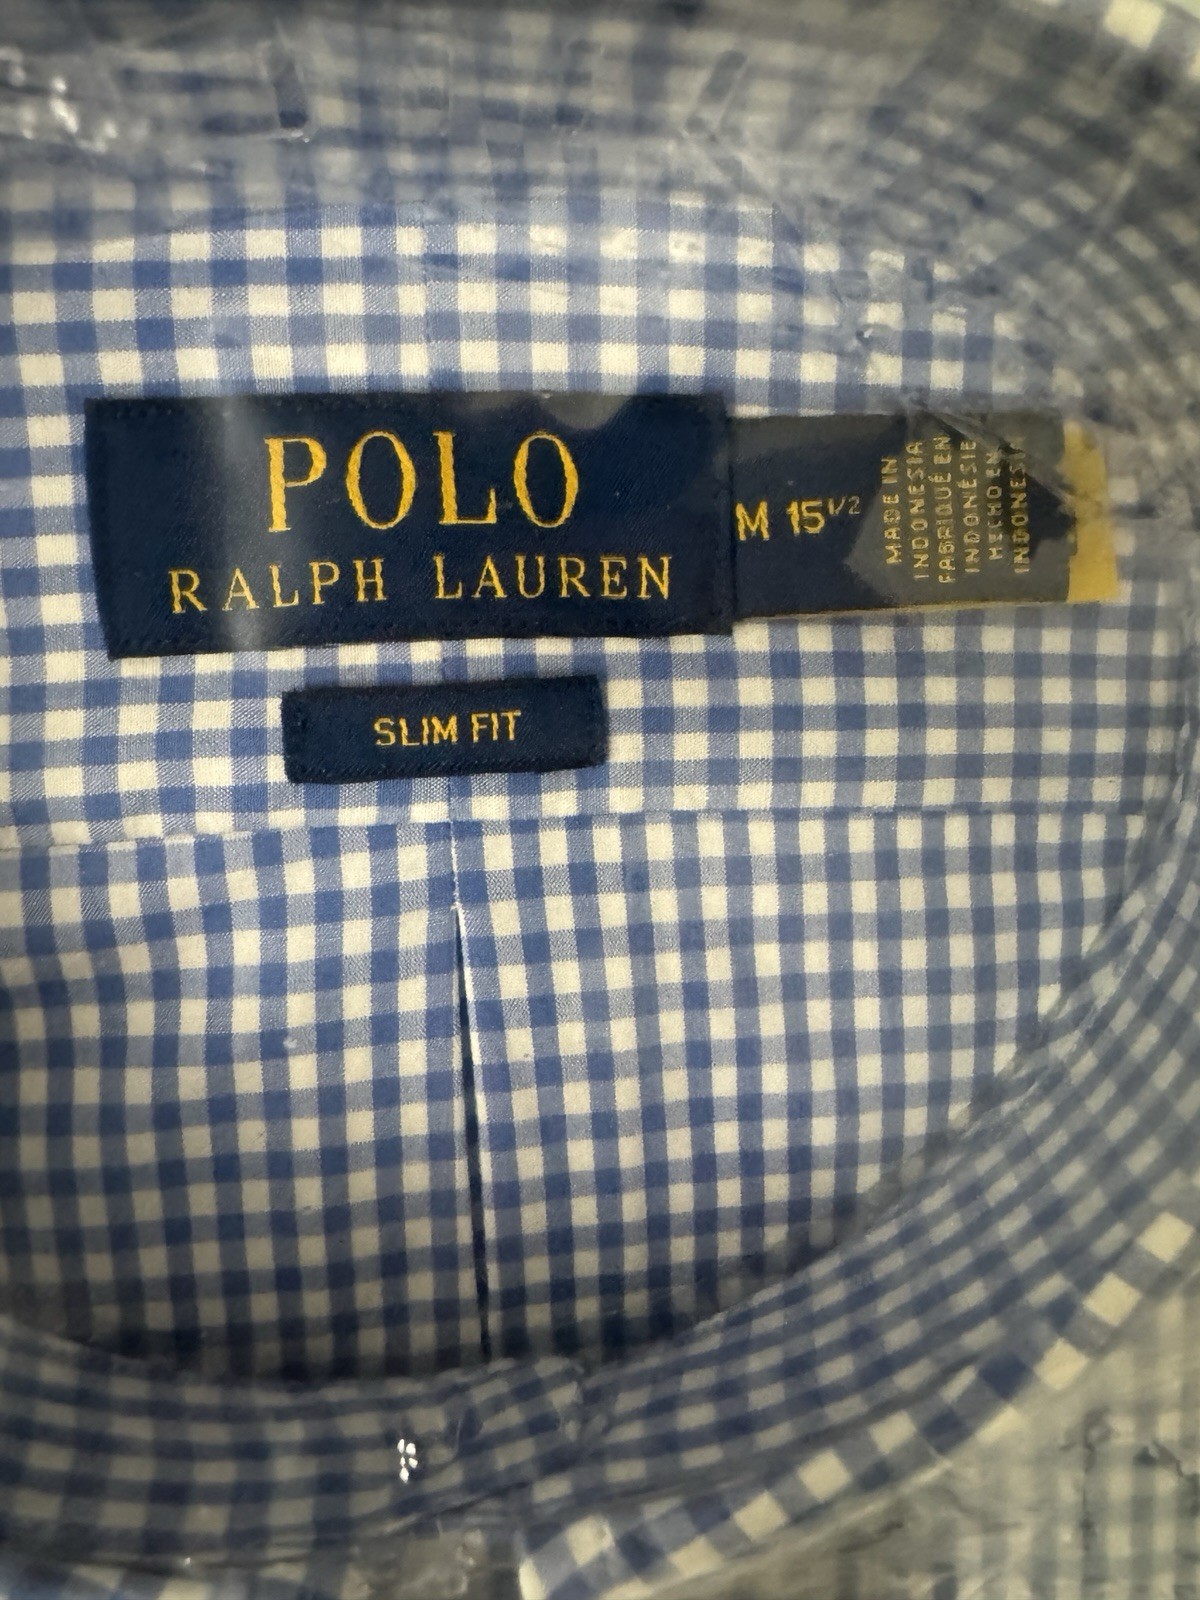 POLO
RALPH LAUREN
M 15 1/2
MADE IN
INDONESIA
FABRIQUÉ EN
INDONÉSIE
HECHO EN
INDONESIA
SLIM FIT